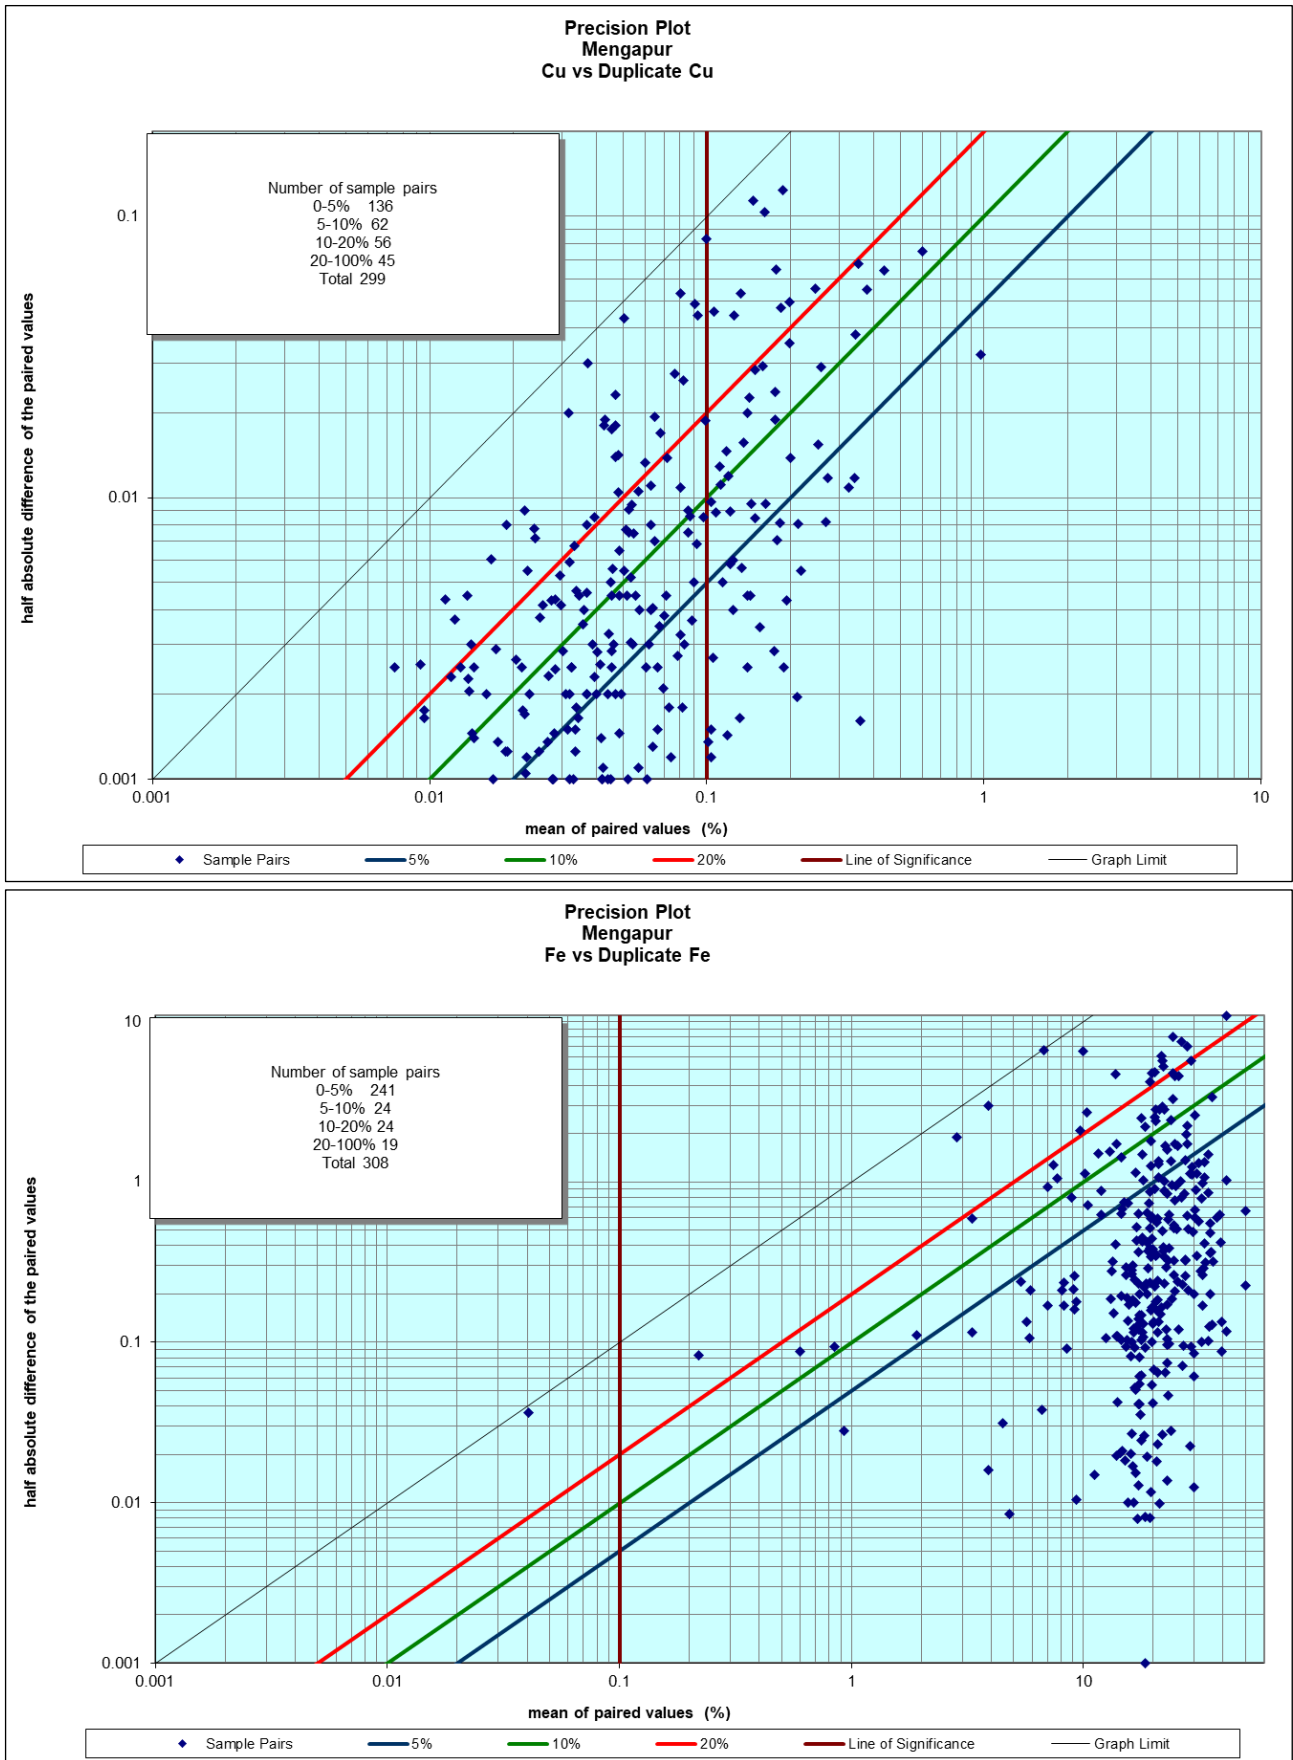 Precision Plot
Mengapur
Cu vs Duplicate Cu
Number of sample pairs
0-5% 136
5-10% 62
10-20% 56
20-100% 45
Total 299
half absolute difference of the paired values
0.1
0.01
0.001
0.001 0.01 0.1 1 10
mean of paired values (%)
Sample Pairs 5% 10% 20% Line of Significance Graph Limit
Precision Plot
Mengapur
Fe vs Duplicate Fe
Number of sample pairs
0-5% 241
5-10% 24
10-20% 24
20-100% 19
Total 308
half absolute difference of the paired values
10
1
0.1
0.01
0.001
0.001 0.01 0.1 1 10
mean of paired values (%)
Sample Pairs 5% 10% 20% Line of Significance Graph Limit